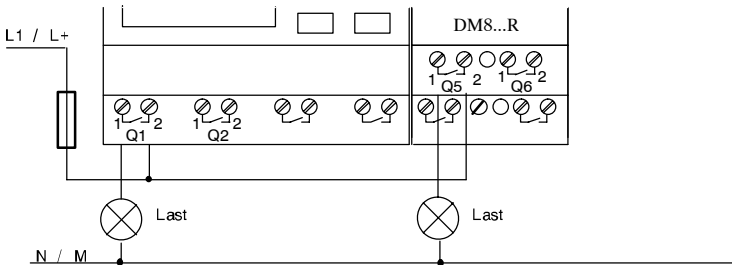 DM8...R
L1 / L+
1 2 1 2
Q5 Q6
1 2 1 2
Q1 Q2
Last Last
N / M